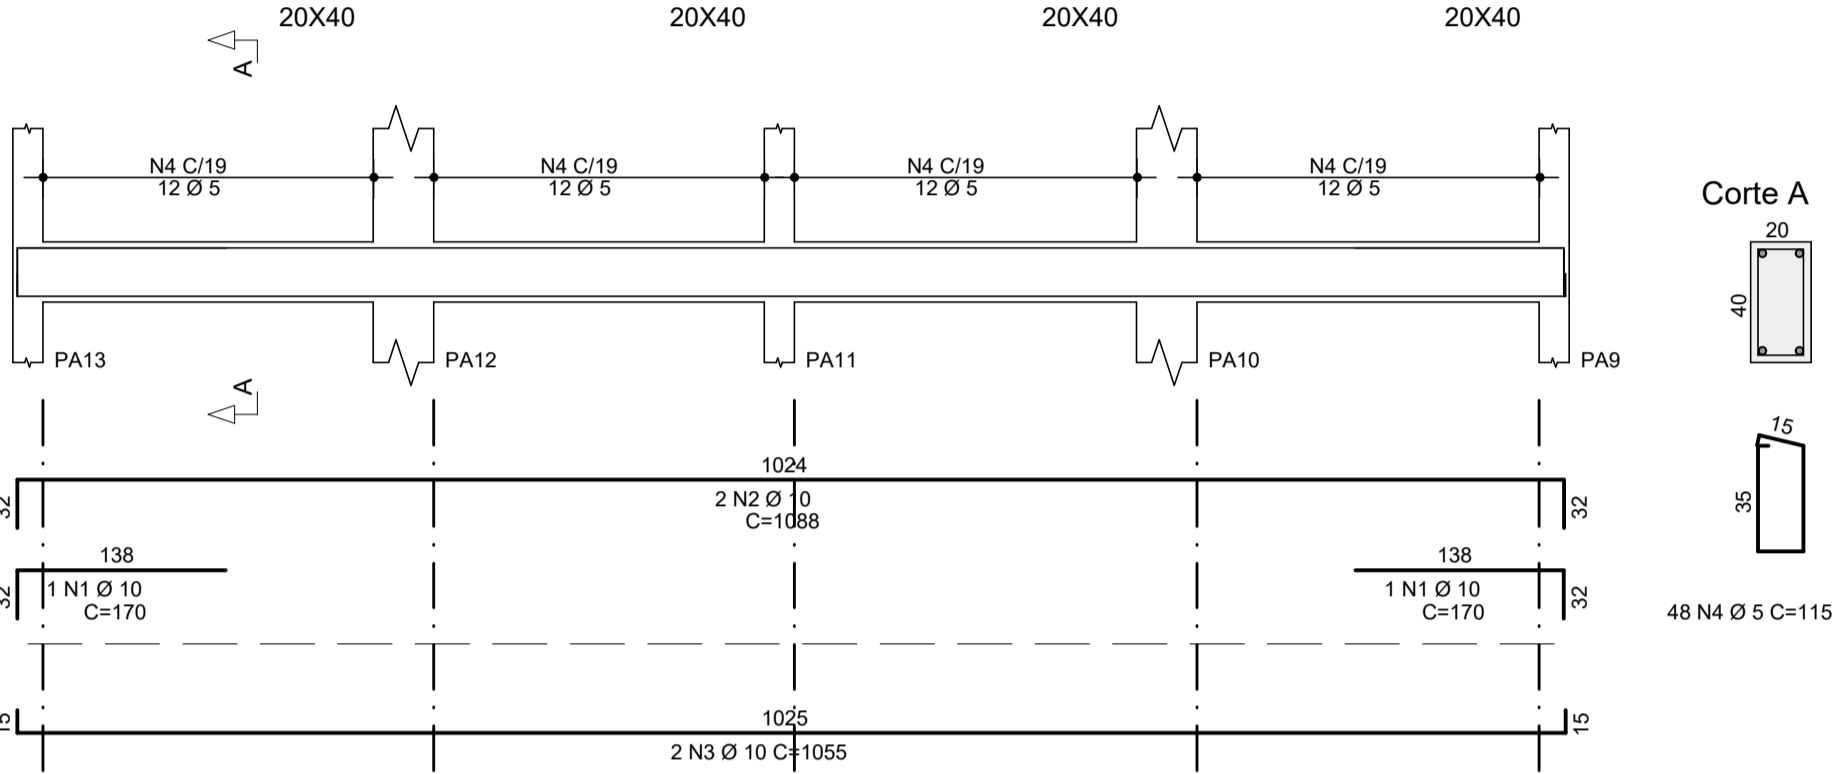 20X40
20X40
20X40
20X40
A
N4 C/19
12 Ø 5
N4 C/19
12 Ø 5
N4 C/19
12 Ø 5
N4 C/19
12 Ø 5
Corte A
20
40
PA13
PA12
PA11
PA10
PA9
A
1024
32
2 N2 Ø 10
C=1088
32
15
35
138
32
1 N1 Ø 10
C=170
138
1 N1 Ø 10
C=170
32
48 N4 Ø 5 C=115
1025
15
2 N3 Ø 10 C=1055
15